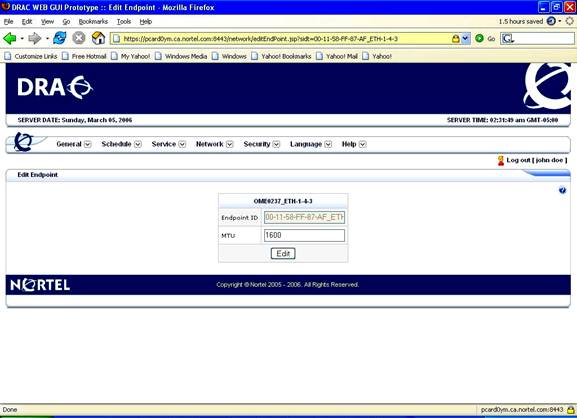 DRAC WEB GUI Prototype :: Edit Endpoint - Mozilla Firefox
File Edit View Go Bookmarks Tools Help
1.5 hours saved
https://pcard0ym.ca.nortel.com:8443/network/editEndPoint.jsp?sidt=00-11-58-FF-87-AF_ETH-1-4-3
Go
Customize Links Free Hotmail My Yahoo! Windows Media Windows Yahoo! Bookmarks Yahoo! Mail Yahoo!
DRAC
SERVER DATE: Sunday, March 05, 2006 SERVER TIME: 02:31:49 am GMT-05:00
General Schedule Service Network Security Language Help
Log out [ john doe ]
Edit Endpoint
OME0237_ETH-1-4-3
Endpoint ID 00-11-58-FF-87-AF_ETH
MTU 1600
Edit
NORTEL Copyright © Nortel 2005 - 2006. All Rights Reserved.
Done pcard0ym.ca.nortel.com:8443